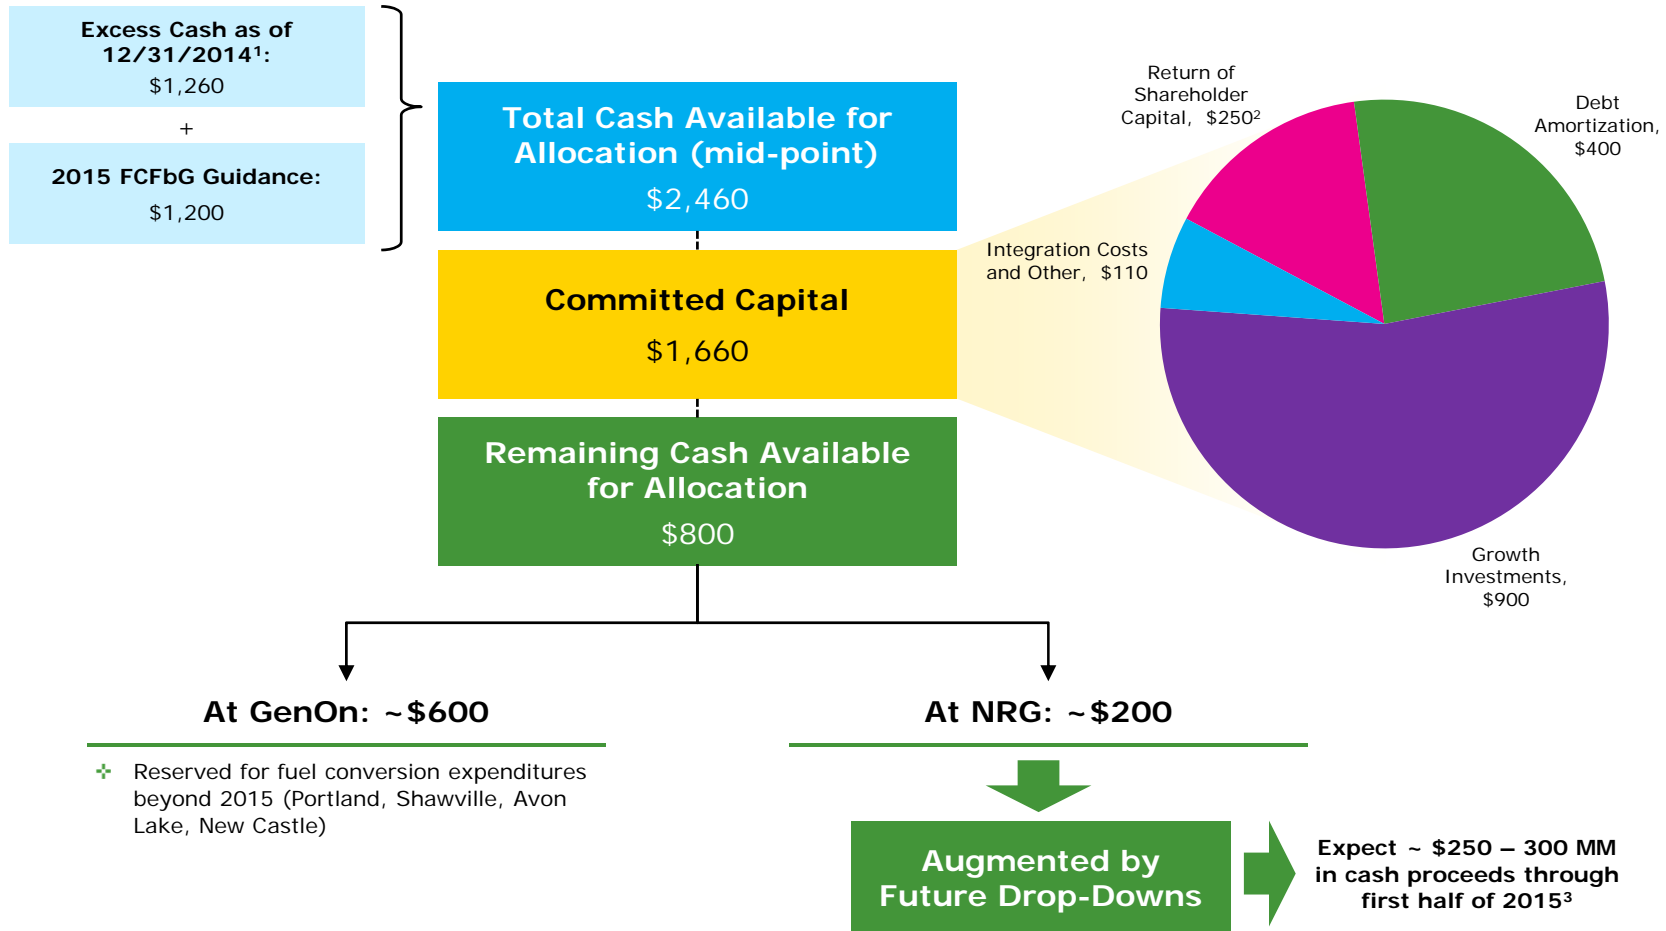 Excess Cash as of
12/31/2014¹:
$1,260
+
2015 FCFbG Guidance:
$1,200
Total Cash Available for
Allocation (mid-point)
$2,460
Committed Capital
$1,660
Remaining Cash Available
for Allocation
$800
Return of
Shareholder
Capital, $250²
Debt
Amortization,
$400
Integration Costs
and Other, $110
Growth
Investments,
$900
At GenOn: ~$600
Reserved for fuel conversion expenditures
beyond 2015 (Portland, Shawville, Avon
Lake, New Castle)
At NRG: ~$200
Augmented by
Future Drop-Downs
Expect ~ $250 – 300 MM
in cash proceeds through
first half of 2015³